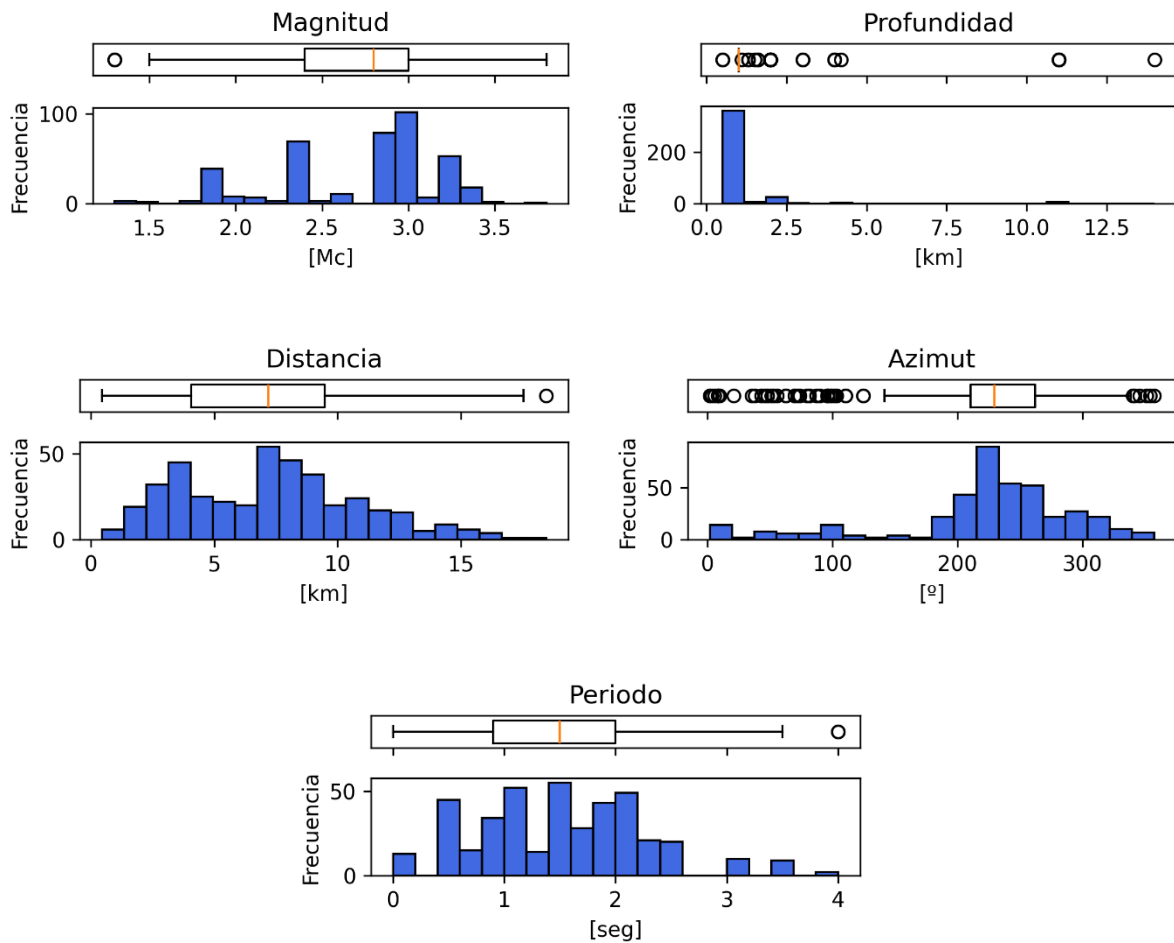 Magnitud
Frecuencia
100
0
1.5 2.0 2.5 3.0 3.5
[Mc]
Profundidad
Frecuencia
200
0
0.0 2.5 5.0 7.5 10.0 12.5
[km]
Distancia
Frecuencia
50
0
0 5 10 15
[km]
Azimut
Frecuencia
50
0
0 100 200 300
[º]
Periodo
Frecuencia
50
0
0 1 2 3 4
[seg]